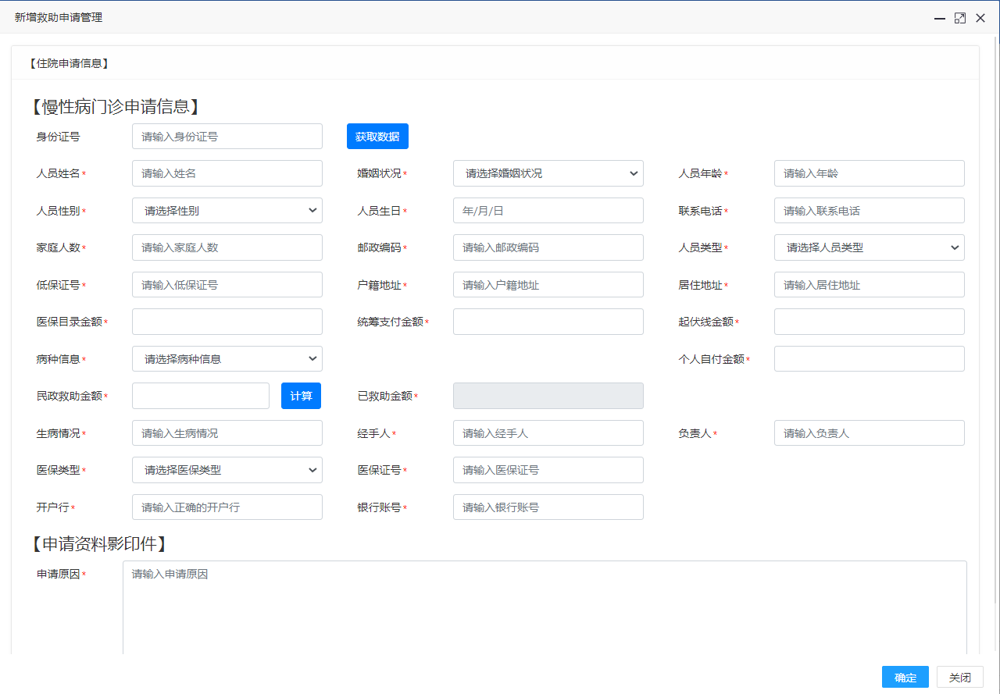 新增救助申请管理
【住院申请信息】
【慢性病门诊申请信息】
身份证号 请输入身份证号 获取数据
人员姓名* 请输入姓名 婚姻状况* 请选择婚姻状况 人员年龄* 请输入年龄
人员性别* 请选择性别 人员生日* 年/月/日 联系电话* 请输入联系电话
家庭人数* 请输入家庭人数 邮政编码* 请输入邮政编码 人员类型* 请选择人员类型
低保证号* 请输入低保证号 户籍地址* 请输入户籍地址 居住地址* 请输入居住地址
医保目录金额* 统筹支付金额* 起伏线金额*
病种信息* 请选择病种信息 个人自付金额*
民政救助金额* 计算 已救助金额*
生病情况* 请输入生病情况 经手人* 请输入经手人 负责人* 请输入负责人
医保类型* 请选择医保类型 医保证号* 请输入医保证号
开户行* 请输入正确的开户行 银行账号* 请输入银行账号
【申请资料影印件】
申请原因* 请输入申请原因
确定 关闭